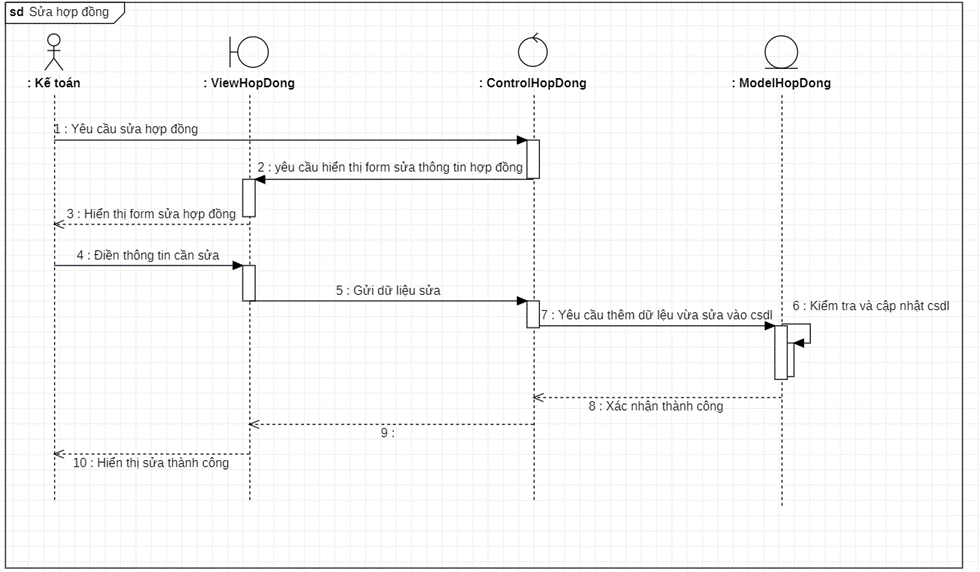 sd Sửa hợp đồng
: Kế toán
: ViewHopDong
: ControlHopDong
: ModelHopDong
1 : Yêu cầu sửa hợp đồng
2 : yêu cầu hiển thị form sửa thông tin hợp đồng
3 : Hiển thị form sửa hợp đồng
4 : Điền thông tin cần sửa
5 : Gửi dữ liệu sửa
6 : Kiểm tra và cập nhật csdl
7 : Yêu cầu thêm dữ lệu vừa sửa vào csdl
8 : Xác nhận thành công
9 :
10 : Hiển thị sửa thành công